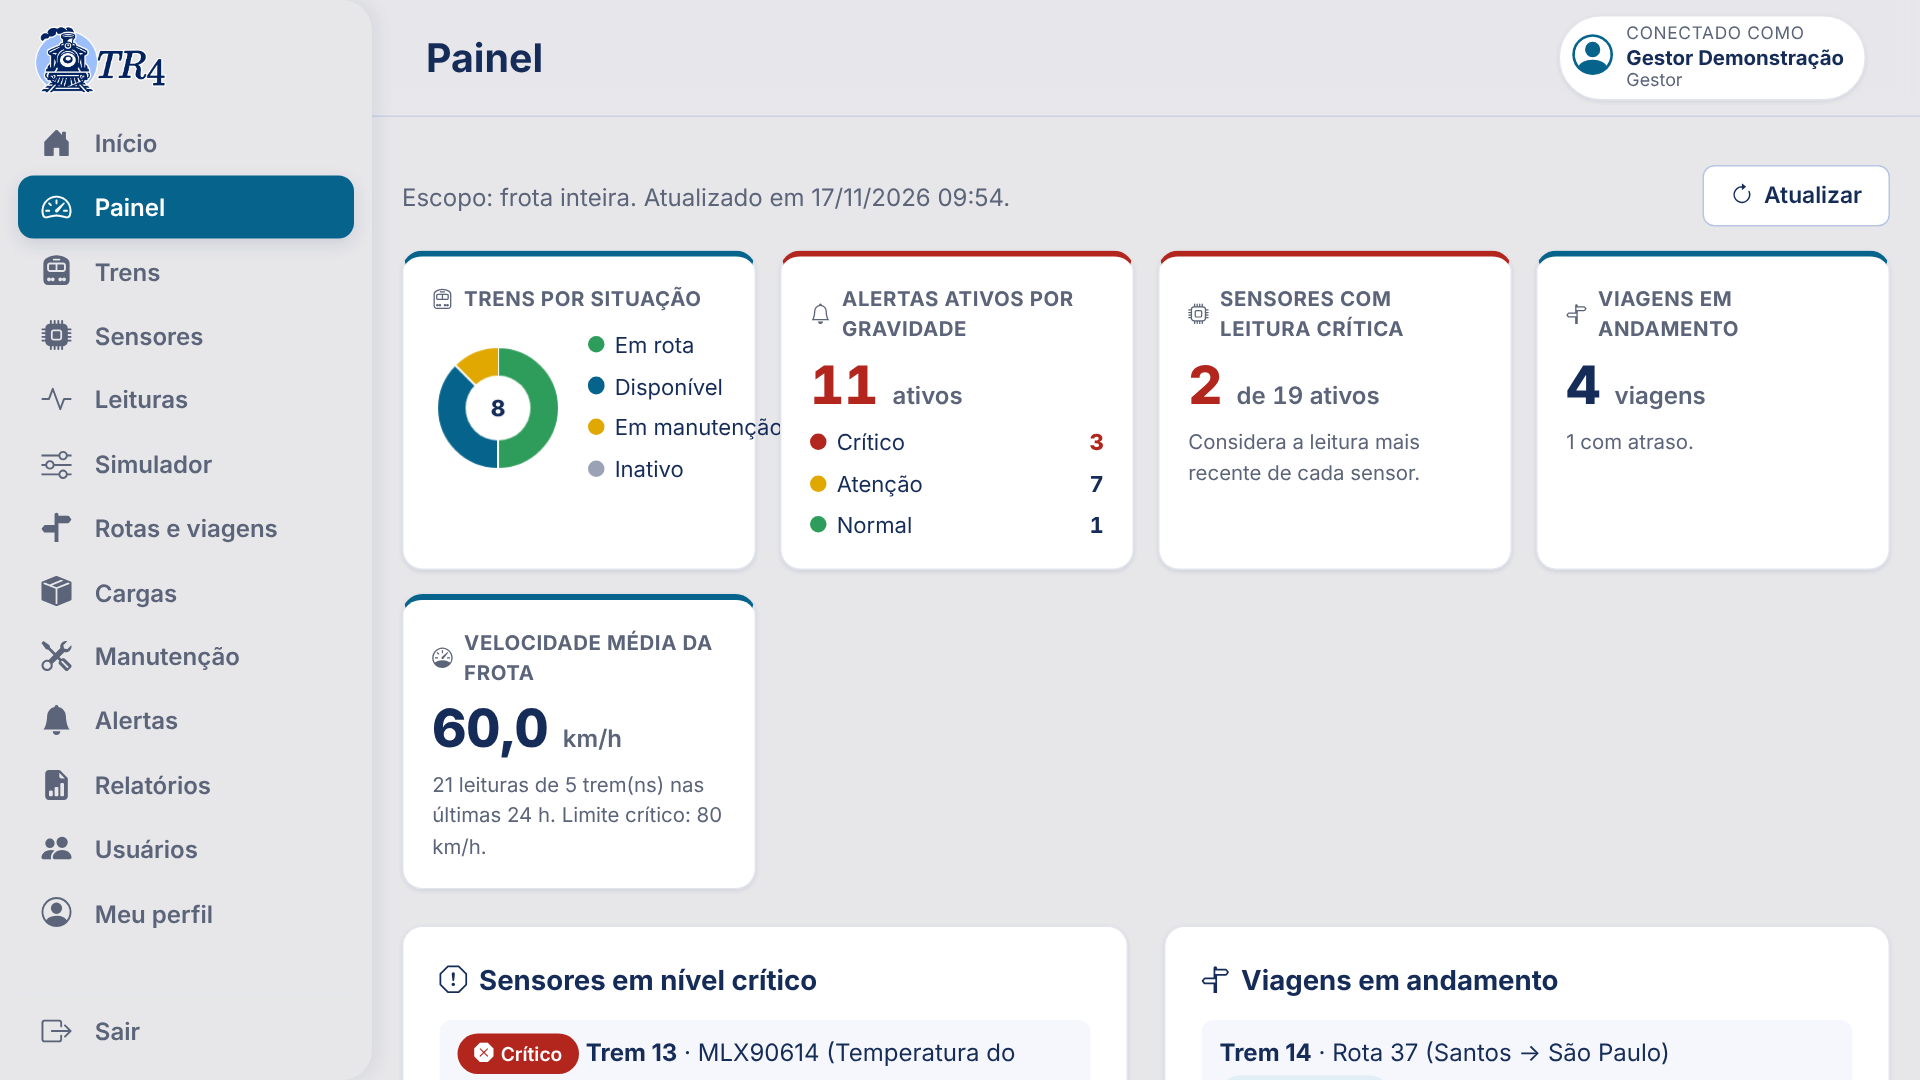 TR4
Início
Painel
Trens
Sensores
Leituras
Simulador
Rotas e viagens
Cargas
Manutenção
Alertas
Relatórios
Usuários
Meu perfil
Sair
Painel
CONECTADO COMO
Gestor Demonstração
Gestor
Escopo: frota inteira. Atualizado em 17/11/2026 09:54.
Atualizar
TRENS POR SITUAÇÃO
8
Em rota
Disponível
Em manutenção
Inativo
ALERTAS ATIVOS POR
GRAVIDADE
11 ativos
Crítico 3
Atenção 7
Normal 1
SENSORES COM
LEITURA CRÍTICA
2 de 19 ativos
Considera a leitura mais
recente de cada sensor.
VIAGENS EM
ANDAMENTO
4 viagens
1 com atraso.
VELOCIDADE MÉDIA DA
FROTA
60,0 km/h
21 leituras de 5 trem(ns) nas
últimas 24 h. Limite crítico: 80
km/h.
Sensores em nível crítico
Crítico Trem 13 · MLX90614 (Temperatura do
Viagens em andamento
Trem 14 · Rota 37 (Santos → São Paulo)